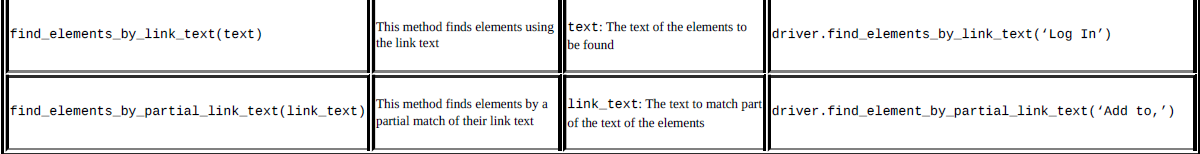 find_elements_by_link_text(text)
This method finds elements using
the link text
text: The text of the elements to
be found
driver.find_elements_by_link_text(‘Log In’)
find_elements_by_partial_link_text(link_text)
This method finds elements by a
partial match of their link text
link_text: The text to match part
of the text of the elements
driver.find_element_by_partial_link_text(‘Add to,’)